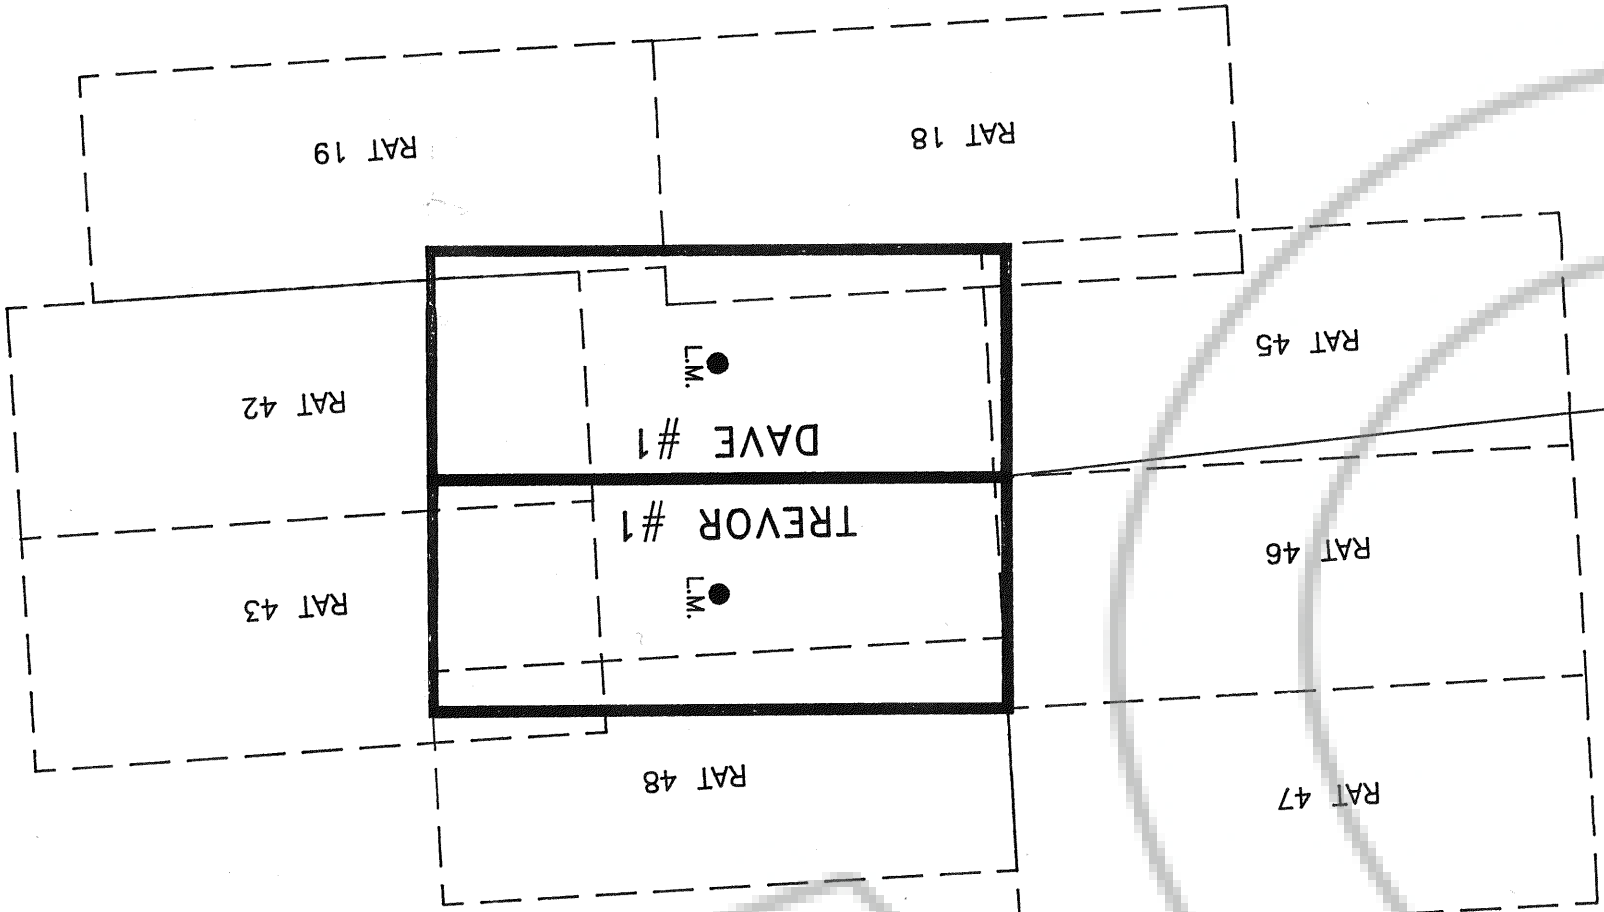 RAT 47
RAT 48
RAT 46
L.M.
RAT 43
TREVOR #1
DAVE #1
RAT 42
L.M.
RAT 45
RAT 18
RAT 19